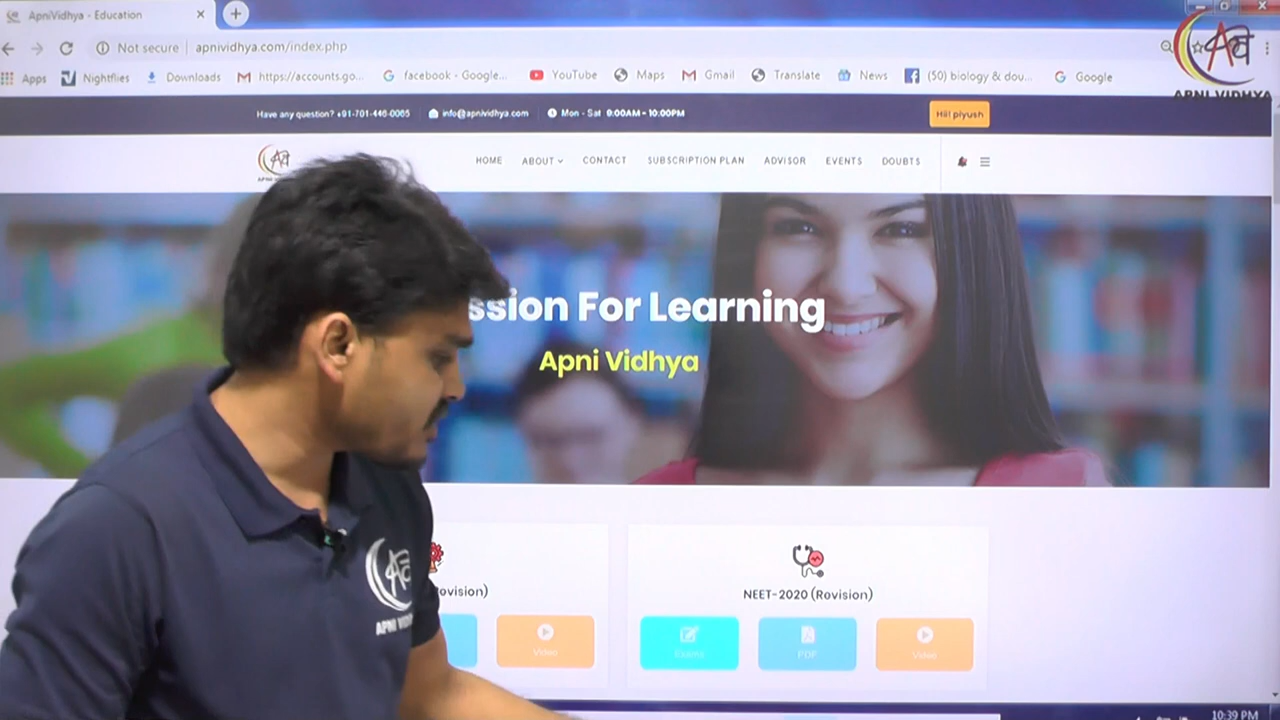 ApniVidhya - Education
Not secure apnividhya.com/index.php
Apps Nightflies Downloads https://accounts.go... facebook - Google... YouTube Maps Gmail Translate News (50) biology & dou... Google
APNI VIDHYA
Have any question? +91-701-446-0065 info@apnividhya.com Mon - Sat 9:00AM - 10:00PM Hi! piyush
HOME ABOUT CONTACT SUBSCRIPTION PLAN ADVISOR EVENTS DOUBTS
ssion For Learning
Apni Vidhya
NEET-2020 (Revision)
Video Exams PDF Video
APNI
10:39 PM